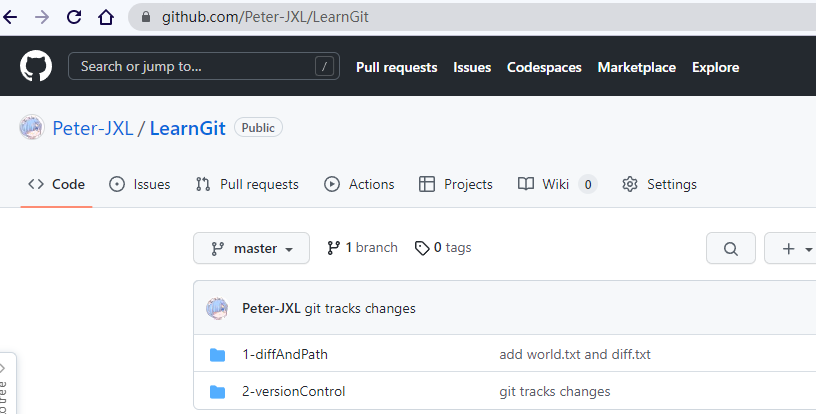 github.com/Peter-JXL/LearnGit
Search or jump to... / Pull requests Issues Codespaces Marketplace Explore
Peter-JXL / LearnGit Public
Code Issues Pull requests Actions Projects Wiki 0 Settings
master 1 branch 0 tags
Peter-JXL git tracks changes
1-diffAndPath add world.txt and diff.txt
2-versionControl git tracks changes